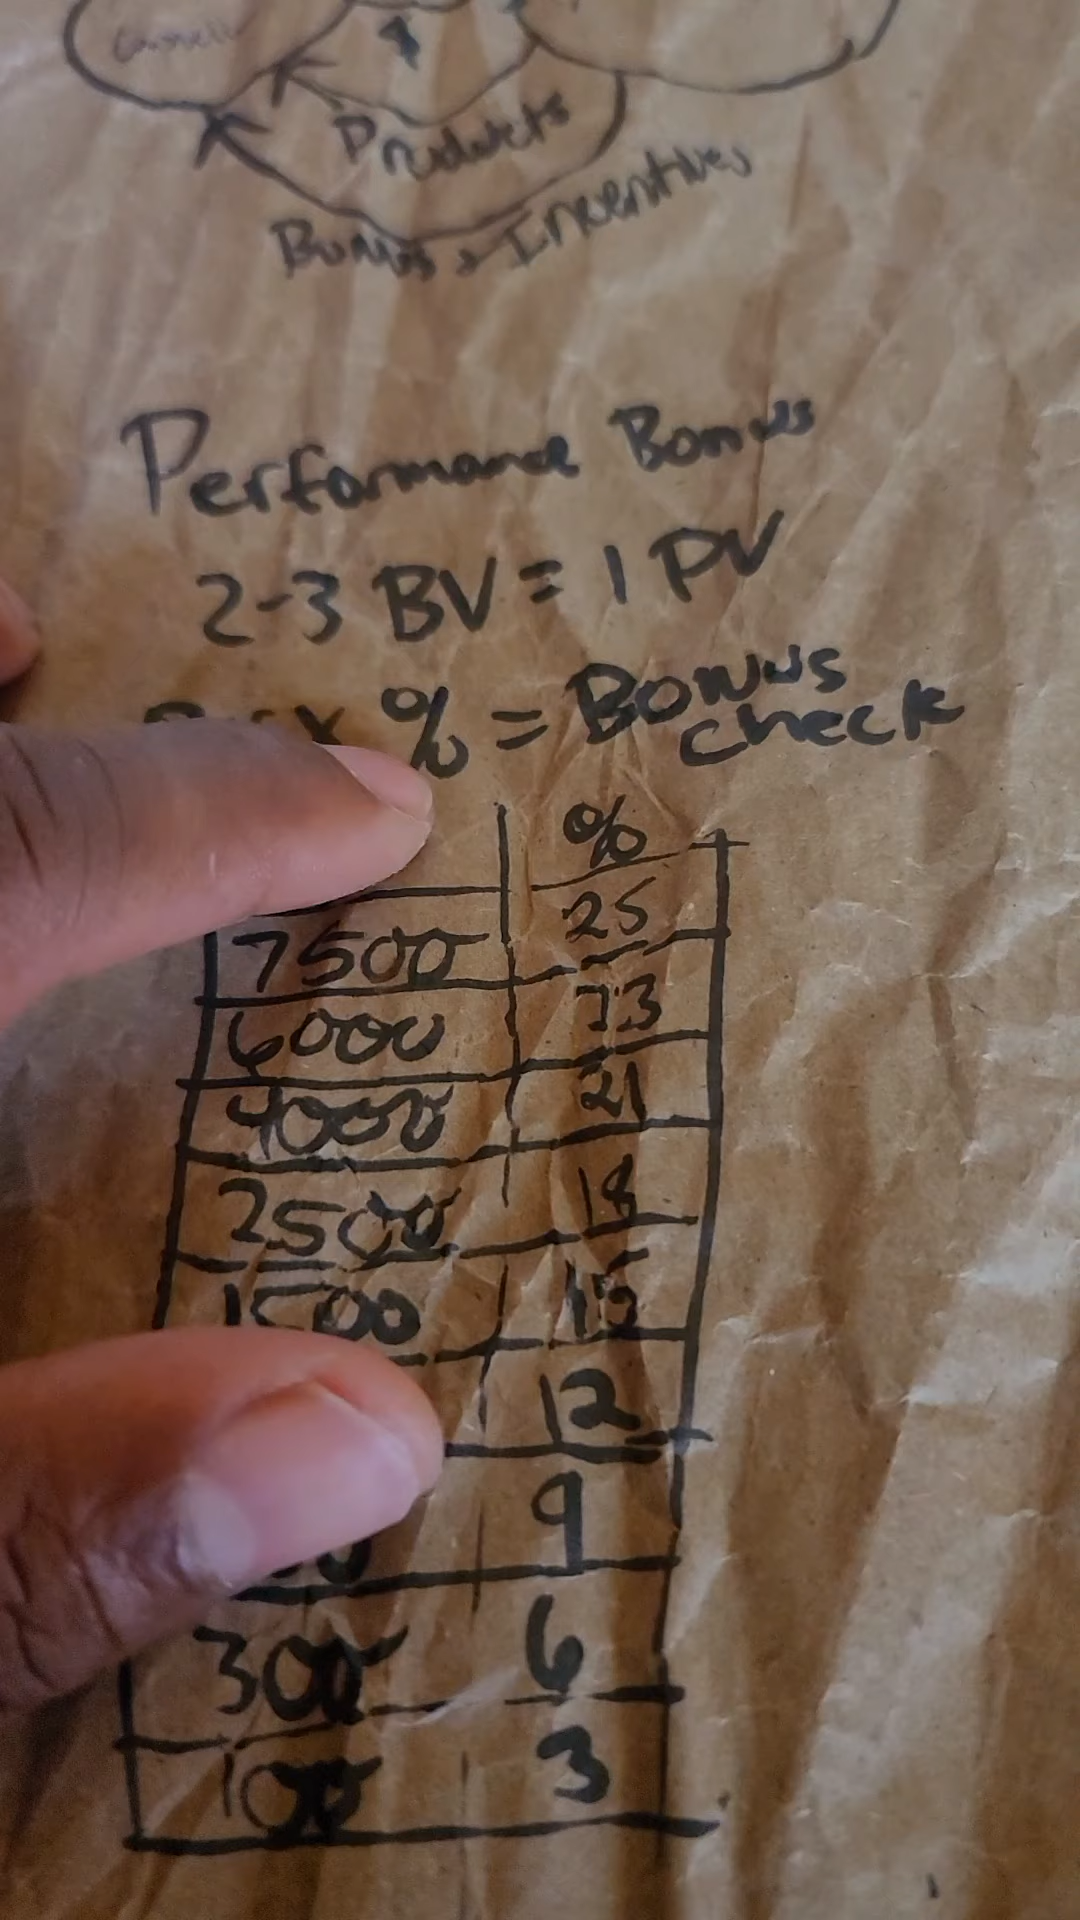 $
Products
Bonus > Incentives
Performance Bonus
2-3 BV = 1 PV
x % = Bonus check
%
7500 25
6000 23
4000 21
2500 18
1500 15
12
9
300 6
100 3